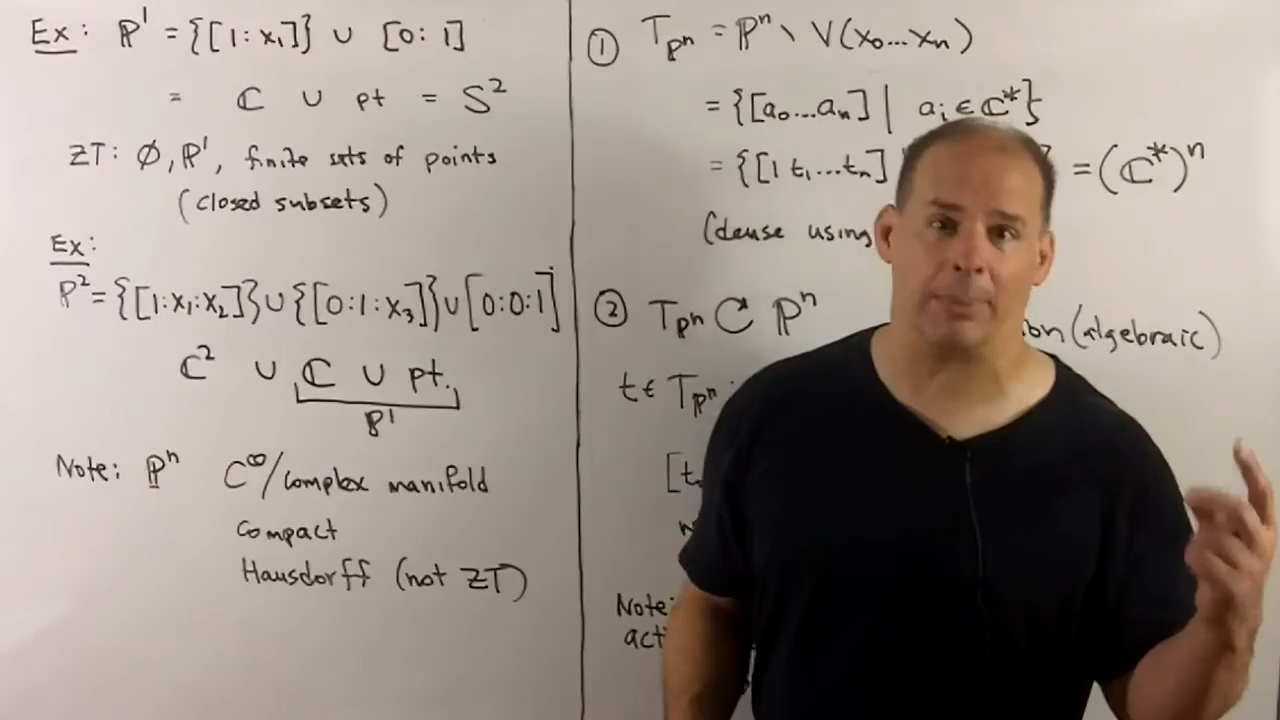 Ex: ℙ¹ = {[1:x₁]} ∪ [0:1]
= ℂ ∪ pt = S²
ZT: ∅, ℙ¹, finite sets of points
(closed subsets)
Ex:
ℙ² = {[1:x₁:x₂]} ∪ {[0:1:x₃]} ∪ [0:0:1]
ℂ² ∪ ℂ ∪ pt.
ℙ¹
Note: ℙⁿ C^∞/complex manifold
compact
Hausdorff (not ZT)
① T_ℙⁿ = ℙⁿ \ V(x₀...xₙ)
= {[a₀...aₙ] | aᵢ ∈ ℂ*}
= {[1 t₁...tₙ] } = (ℂ*)ⁿ
(dense using
② T_ℙⁿ ⟳ ℙⁿ (algebraic)
t ∈ T_ℙⁿ
[t
Note: